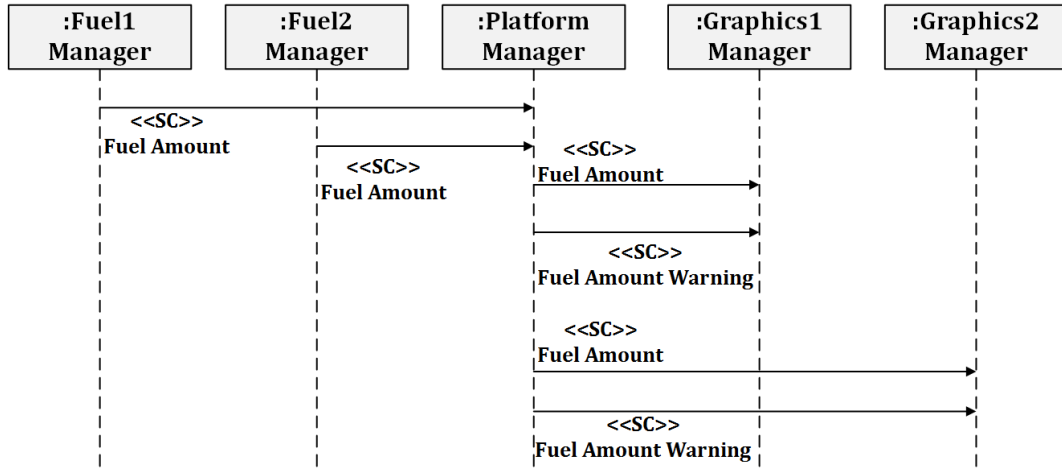 :Fuel1
Manager
:Fuel2
Manager
:Platform
Manager
:Graphics1
Manager
:Graphics2
Manager
<<SC>>
Fuel Amount
<<SC>>
Fuel Amount
<<SC>>
Fuel Amount
<<SC>>
Fuel Amount Warning
<<SC>>
Fuel Amount
<<SC>>
Fuel Amount Warning